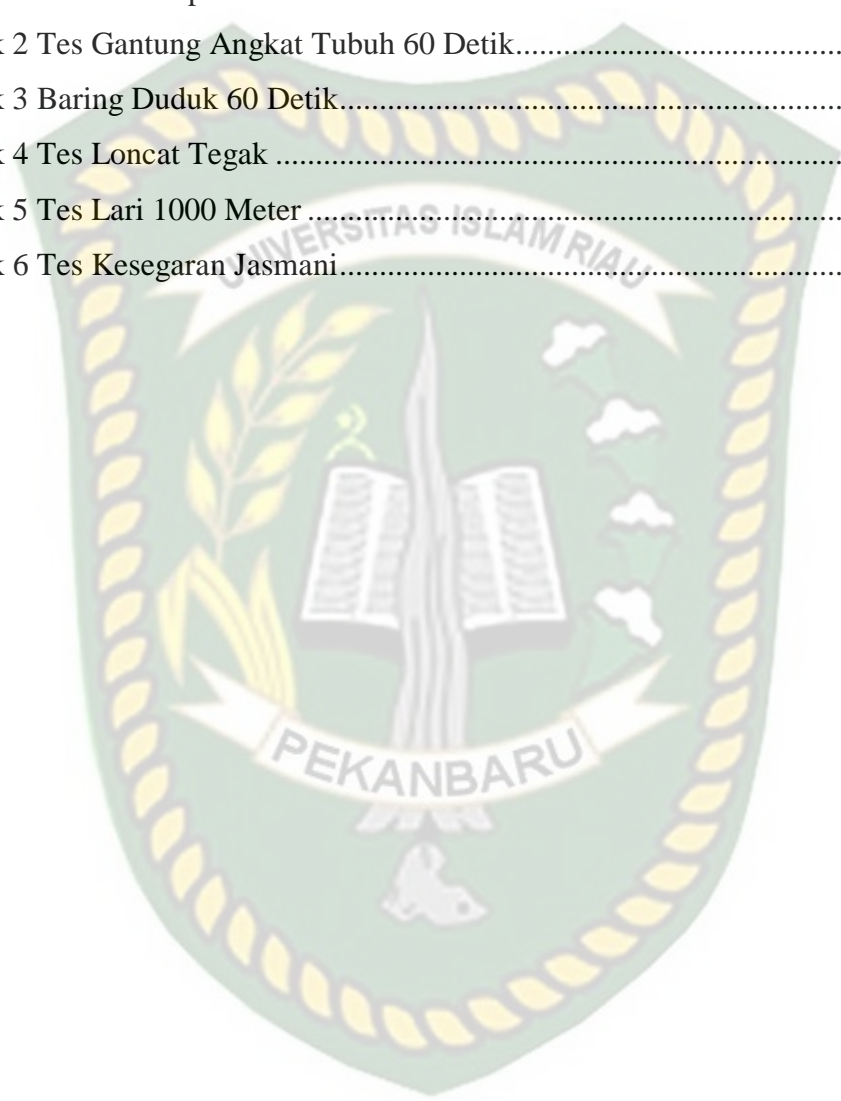 k 2 Tes Gantung Angkat Tubuh 60 Detik................................................
k 3 Baring Duduk 60 Detik................................................................
k 4 Tes Loncat Tegak ........................................................................
k 5 Tes Lari 1000 Meter ....................................................................
k 6 Tes Kesegaran Jasmani................................................................
UNIVERSITAS ISLAM RIAU
PEKANBARU